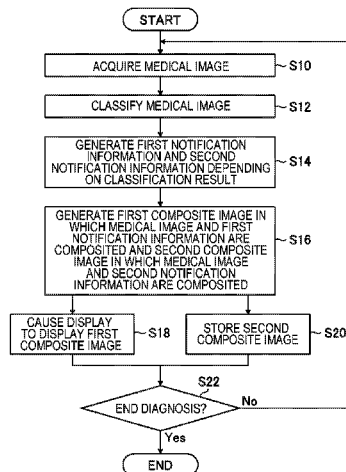 START
ACQUIRE MEDICAL IMAGE
S10
CLASSIFY MEDICAL IMAGE
S12
GENERATE FIRST NOTIFICATION
INFORMATION AND SECOND
NOTIFICATION INFORMATION DEPENDING
ON CLASSIFICATION RESULT
S14
GENERATE FIRST COMPOSITE IMAGE IN
WHICH MEDICAL IMAGE AND FIRST
NOTIFICATION INFORMATION ARE
COMPOSITED AND SECOND COMPOSITE
IMAGE IN WHICH MEDICAL IMAGE
AND SECOND NOTIFICATION
INFORMATION ARE COMPOSITED
S16
CAUSE DISPLAY
TO DISPLAY FIRST
COMPOSITE IMAGE
S18
STORE SECOND
COMPOSITE IMAGE
S20
S22
END DIAGNOSIS?
No
Yes
END